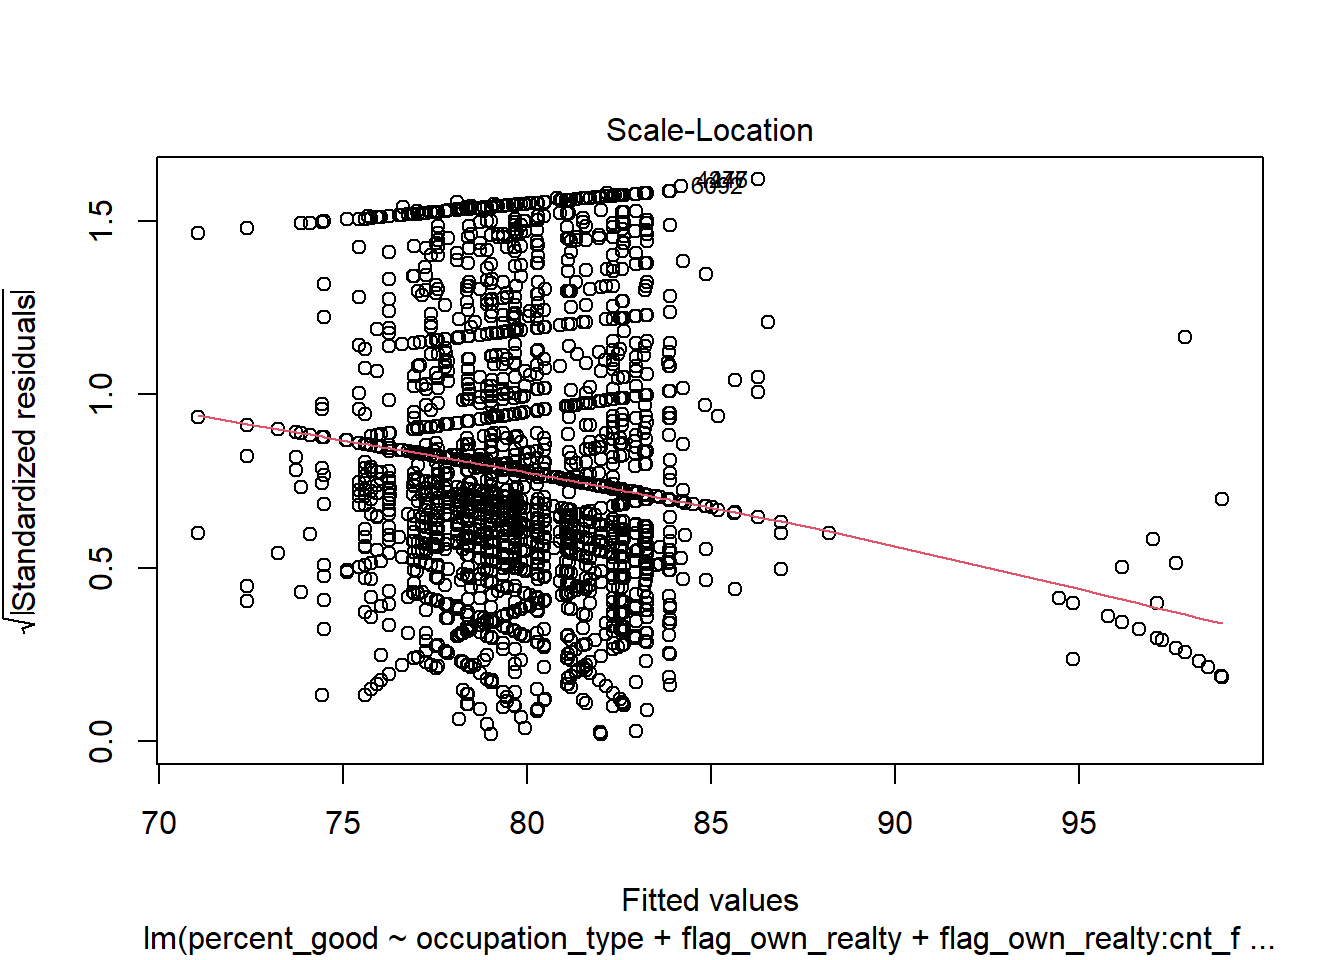 Scale-Location
√|Standardized residuals|
1.5
1.0
0.5
0.0
6092
70 75 80 85 90 95
Fitted values
lm(percent_good ~ occupation_type + flag_own_realty + flag_own_realty:cnt_f ...